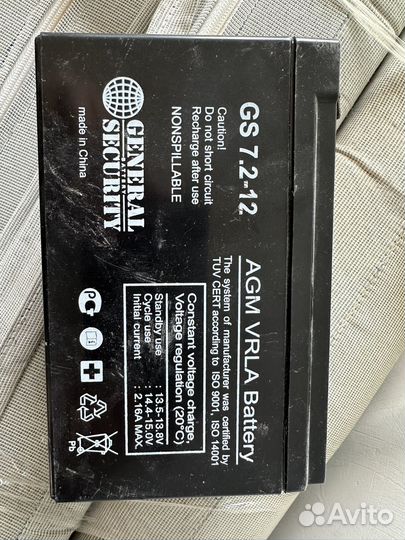 GENERAL
BATTERY
SECURITY
made in China
GS 7.2-12
Caution!
Do not short circuit
Recharge after use
NONSPILLABLE
AGM VRLA Battery
The system of manufacturer was certified by
TUV CERT according to ISO 9001, ISO 14001
Constant voltage charge,
Voltage regulation (20°C)
Standby use : 13.5-13.8V
Cycle use : 14.4-15.0V
Initial current : 2.16A MAX
РС
Pb
Avito